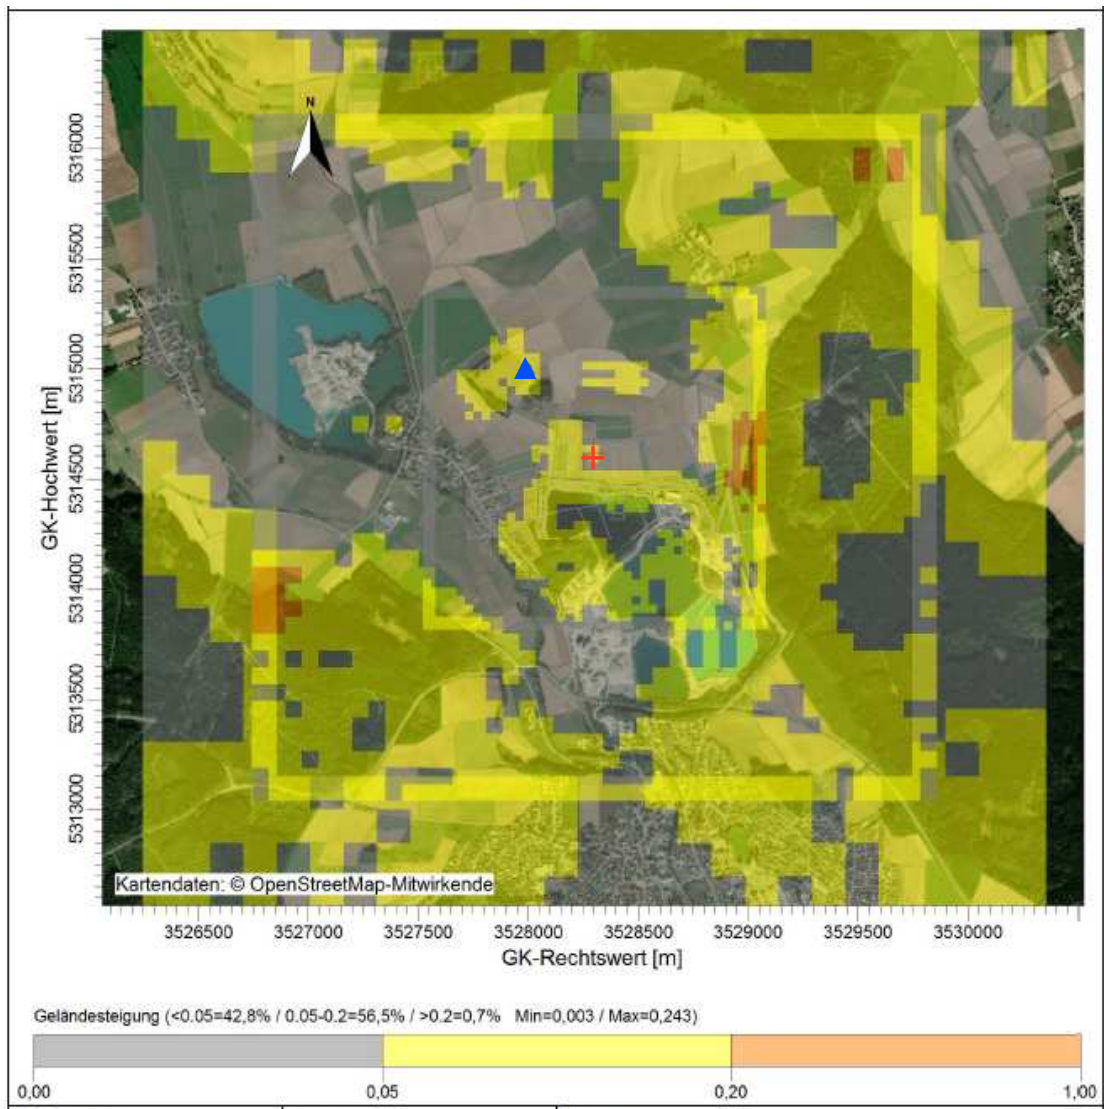 N
5316000
5315500
5315000
5314500
5314000
5313500
5313000
GK-Hochwert [m]
Kartendaten: © OpenStreetMap-Mitwirkende
3526500 3527000 3527500 3528000 3528500 3529000 3529500 3530000
GK-Rechtswert [m]
Geländesteigung (<0.05=42,8% / 0.05-0.2=56,5% / >0.2=0,7% Min=0,003 / Max=0,243)
0,00 0,05 0,20 1,00